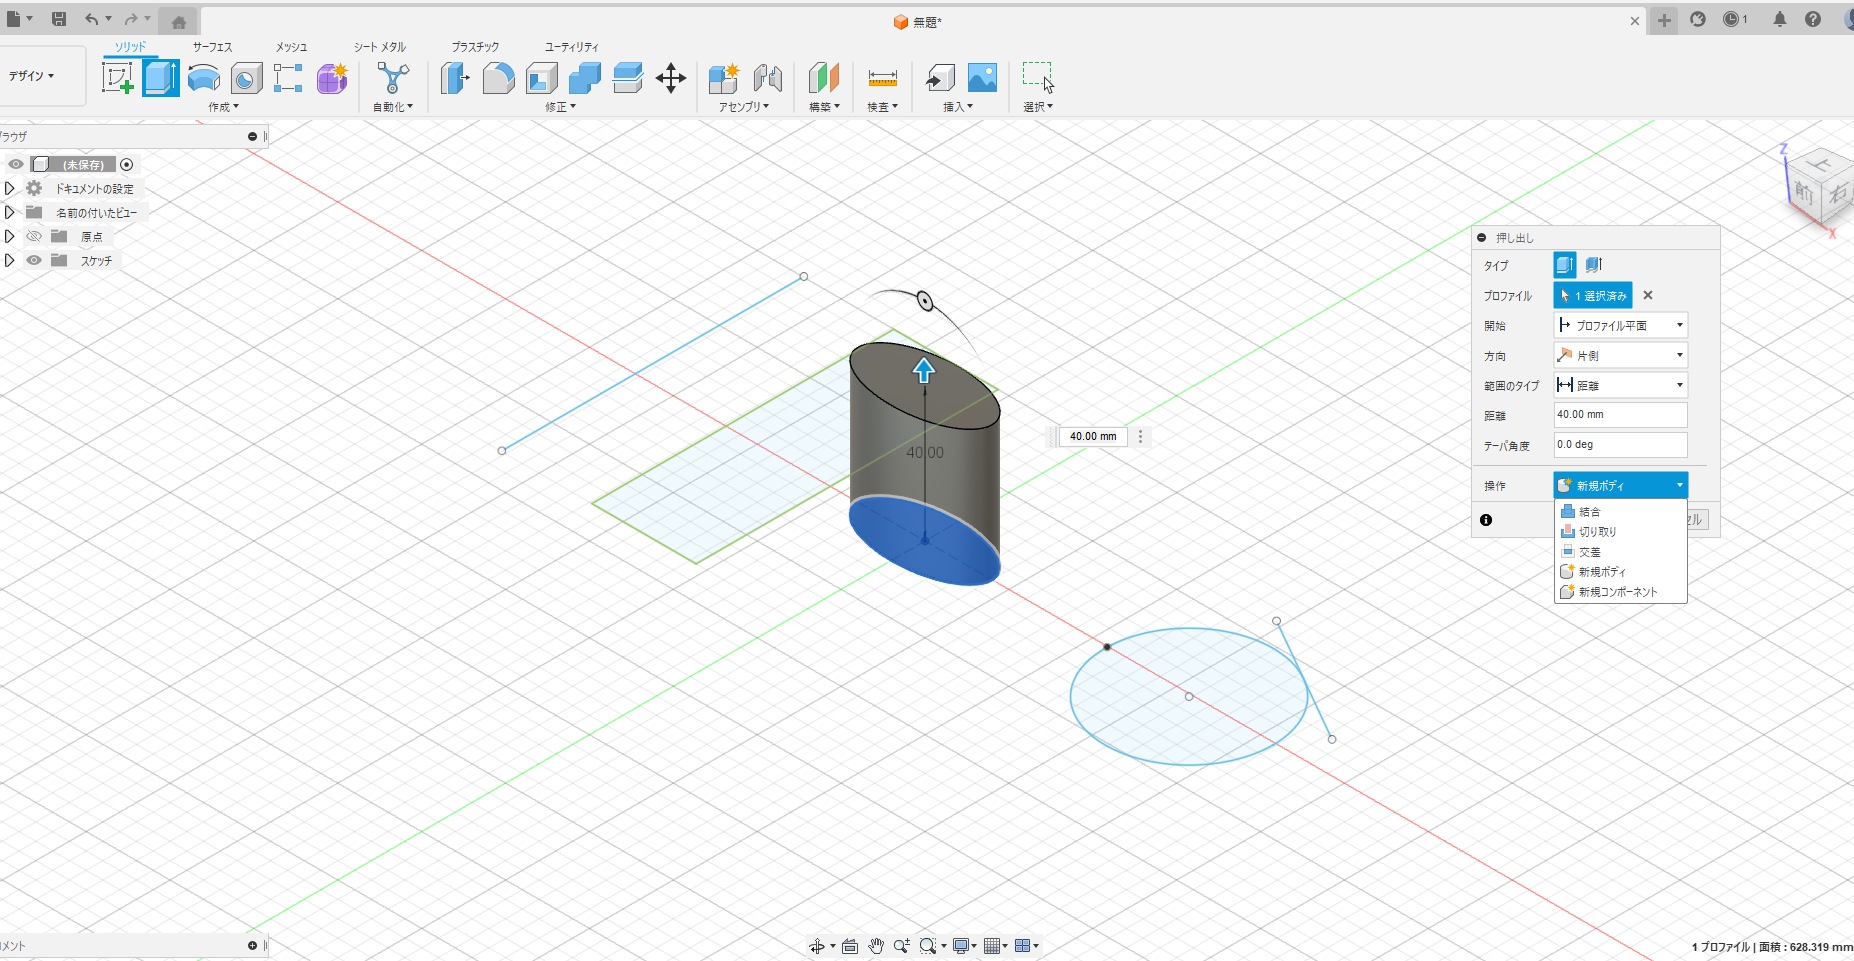 無題*
1
ソリッド
サーフェス
メッシュ
シート メタル
プラスチック
ユーティリティ
デザイン
作成
自動化
修正
アセンブリ
構築
検査
挿入
選択
ブラウザ
(未保存)
ドキュメントの設定
名前の付いたビュー
原点
スケッチ
Z
上
前
右
X
押し出し
タイプ
プロファイル
1 選択済み
開始
プロファイル平面
方向
片側
範囲のタイプ
距離
距離
40.00 mm
テーパ角度
0.0 deg
操作
新規ボディ
結合
切り取り
交差
新規ボディ
新規コンポーネント
セル
40.00 mm
40.00
メント
1 プロファイル | 面積 : 628.319 mm